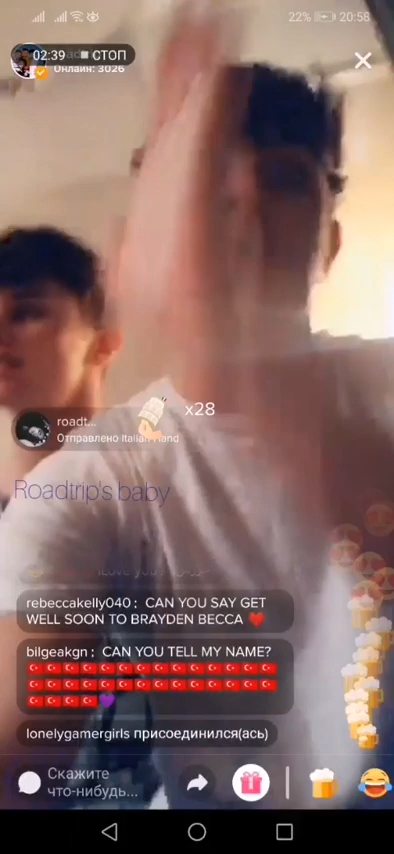 22% 20:58
02:39 СТОП
Онлайн: 3026
x28
roadt...
Отправлено Italian Hand
Roadtrip's baby
rebeccakelly040 : CAN YOU SAY GET
WELL SOON TO BRAYDEN BECCA ❤️
bilgeakgn : CAN YOU TELL MY NAME?
🇹🇷🇹🇷🇹🇷🇹🇷🇹🇷🇹🇷🇹🇷🇹🇷🇹🇷🇹🇷🇹🇷🇹🇷🇹🇷🇹🇷
🇹🇷🇹🇷🇹🇷🇹🇷🇹🇷🇹🇷🇹🇷🇹🇷🇹🇷🇹🇷🇹🇷🇹🇷🇹🇷🇹🇷
🇹🇷🇹🇷🇹🇷🇹🇷💜
lonelygamergirls присоединился(ась)
Скажите
что-нибудь...